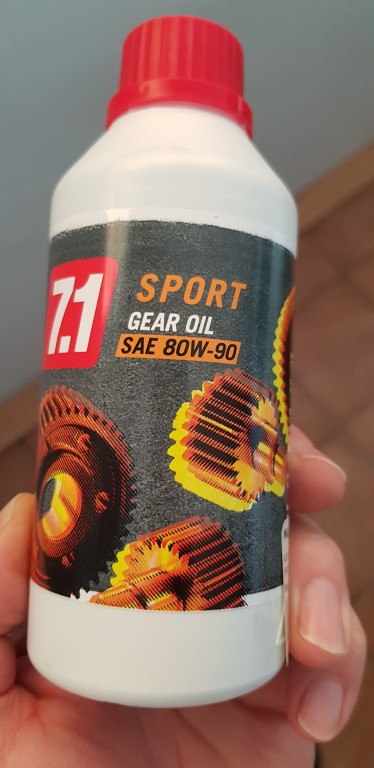 7.1
SPORT
GEAR OIL
SAE 80W-90